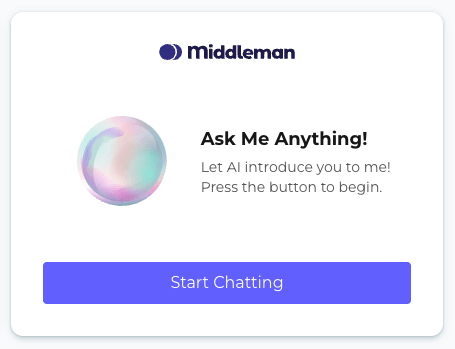 middleman
Ask Me Anything!
Let AI introduce you to me!
Press the button to begin.
Start Chatting